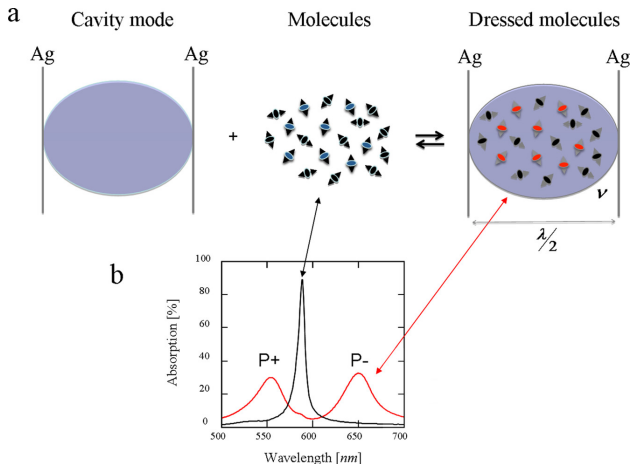 a
Cavity mode
Molecules
Dressed molecules
Ag
Ag
Ag
Ag
+
ν
λ/2
b
Absorption [%]
100
80
60
40
20
0
P+
P-
500
550
600
650
700
Wavelength [nm]